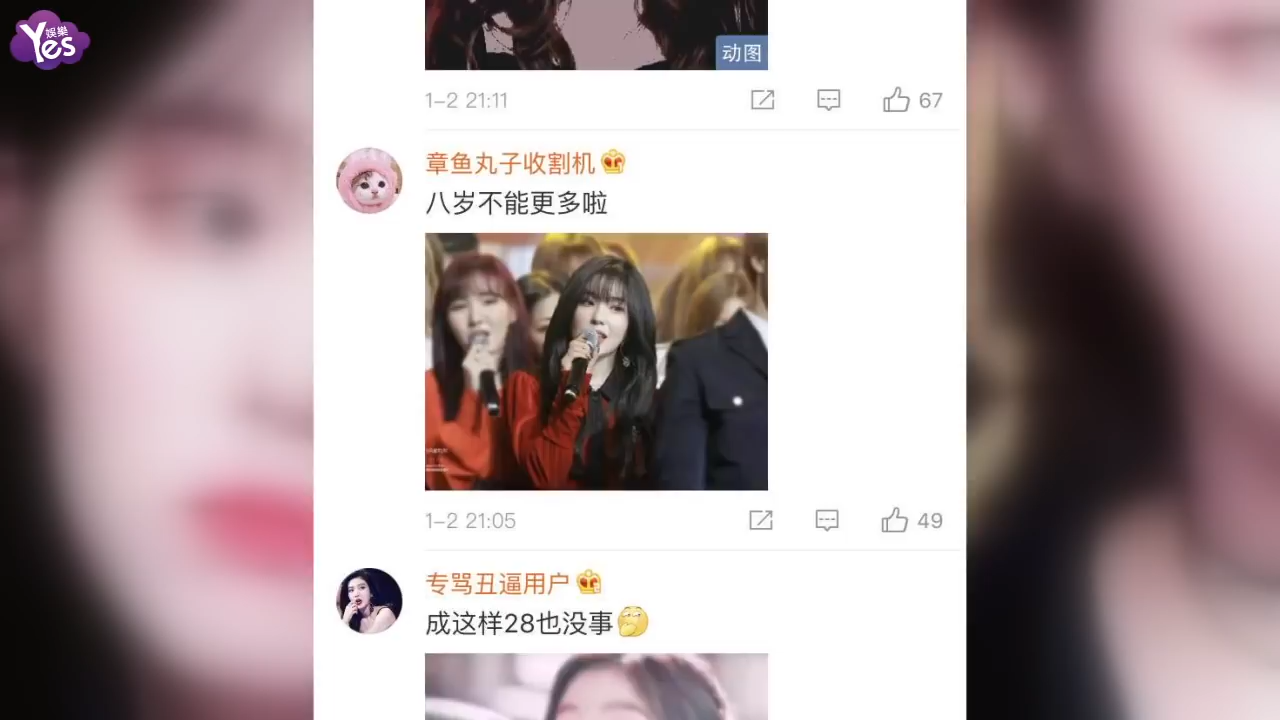 Yes
娛樂
动图
1-2 21:11
67
章鱼丸子收割机
八岁不能更多啦
1-2 21:05
49
专骂丑逼用户
成这样28也没事